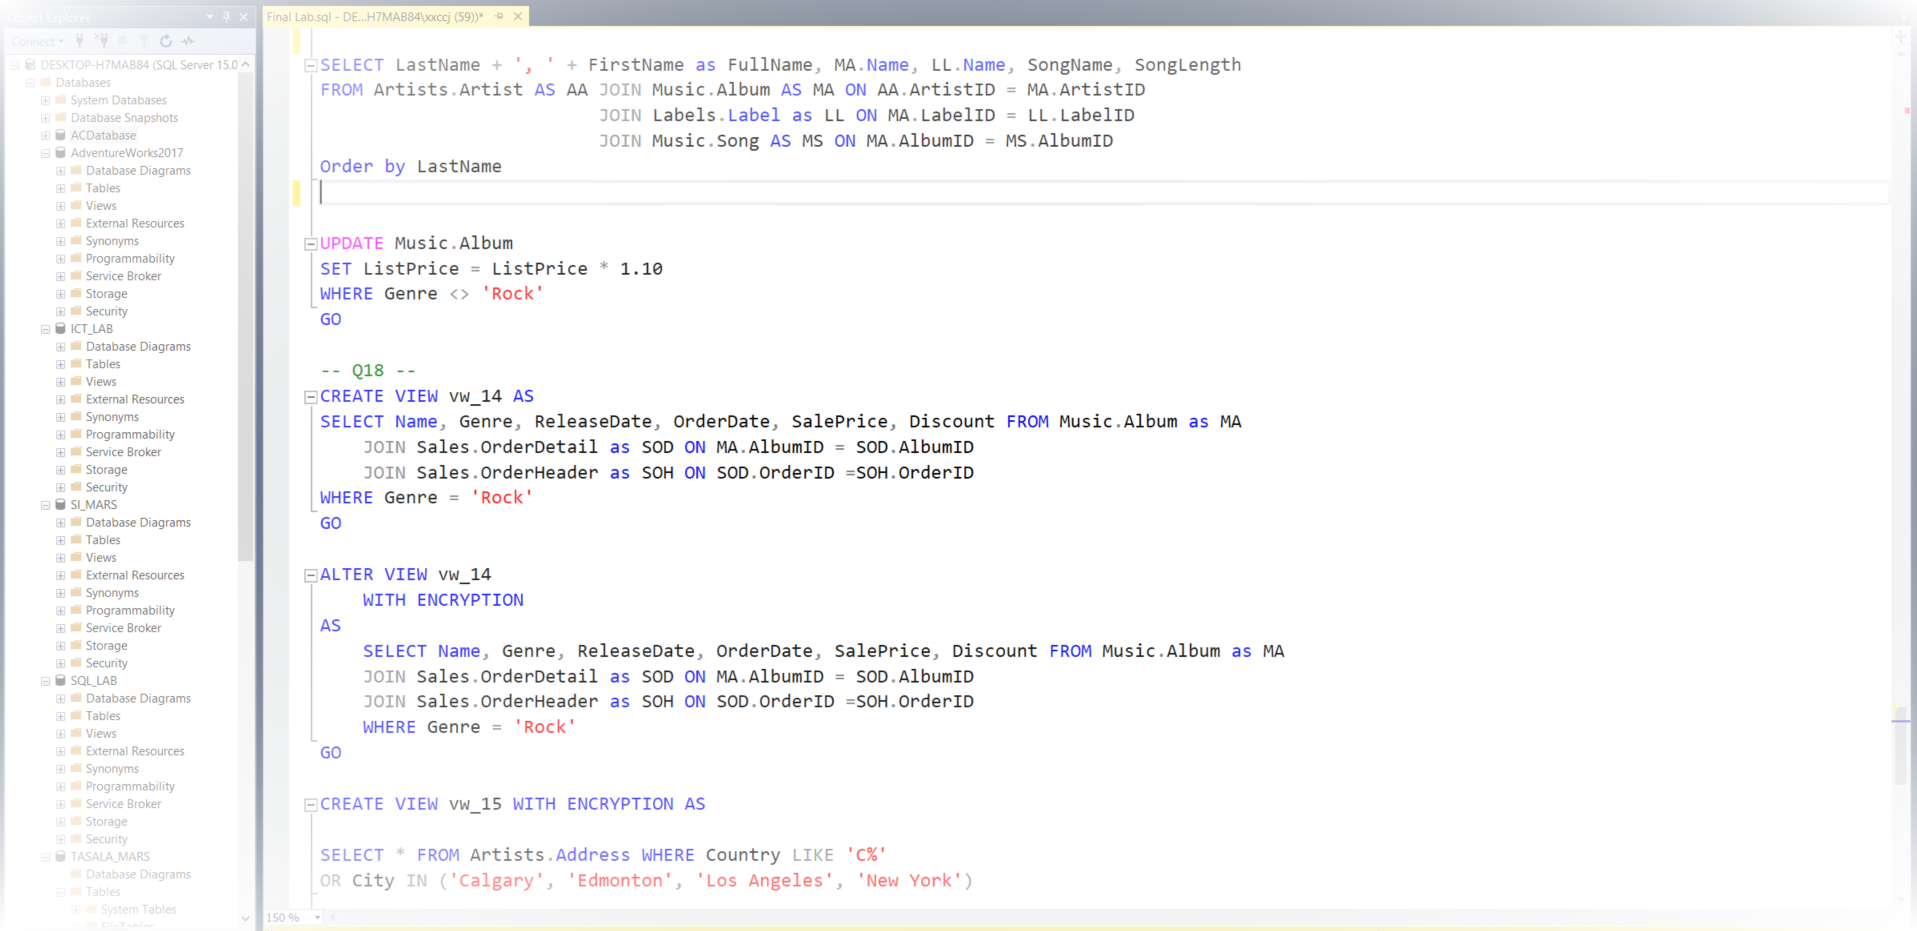 Object Explorer
Connect
DESKTOP-H7MAB84 (SQL Server 15.0
Databases
System Databases
Database Snapshots
ACDatabase
AdventureWorks2017
Database Diagrams
Tables
Views
External Resources
Synonyms
Programmability
Service Broker
Storage
Security
ICT_LAB
Database Diagrams
Tables
Views
External Resources
Synonyms
Programmability
Service Broker
Storage
Security
SI_MARS
Database Diagrams
Tables
Views
External Resources
Synonyms
Programmability
Service Broker
Storage
Security
SQL_LAB
Database Diagrams
Tables
Views
External Resources
Synonyms
Programmability
Service Broker
Storage
Security
TASALA_MARS
Database Diagrams
Tables
System Tables
FileTables
Final Lab.sql - DE...H7MAB84\xxccj (59))*
SELECT LastName + ', ' + FirstName as FullName, MA.Name, LL.Name, SongName, SongLength
FROM Artists.Artist AS AA JOIN Music.Album AS MA ON AA.ArtistID = MA.ArtistID
JOIN Labels.Label as LL ON MA.LabelID = LL.LabelID
JOIN Music.Song AS MS ON MA.AlbumID = MS.AlbumID
Order by LastName
UPDATE Music.Album
SET ListPrice = ListPrice * 1.10
WHERE Genre <> 'Rock'
GO
-- Q18 --
CREATE VIEW vw_14 AS
SELECT Name, Genre, ReleaseDate, OrderDate, SalePrice, Discount FROM Music.Album as MA
JOIN Sales.OrderDetail as SOD ON MA.AlbumID = SOD.AlbumID
JOIN Sales.OrderHeader as SOH ON SOD.OrderID =SOH.OrderID
WHERE Genre = 'Rock'
GO
ALTER VIEW vw_14
WITH ENCRYPTION
AS
SELECT Name, Genre, ReleaseDate, OrderDate, SalePrice, Discount FROM Music.Album as MA
JOIN Sales.OrderDetail as SOD ON MA.AlbumID = SOD.AlbumID
JOIN Sales.OrderHeader as SOH ON SOD.OrderID =SOH.OrderID
WHERE Genre = 'Rock'
GO
CREATE VIEW vw_15 WITH ENCRYPTION AS
SELECT * FROM Artists.Address WHERE Country LIKE 'C%'
OR City IN ('Calgary', 'Edmonton', 'Los Angeles', 'New York')
150 %